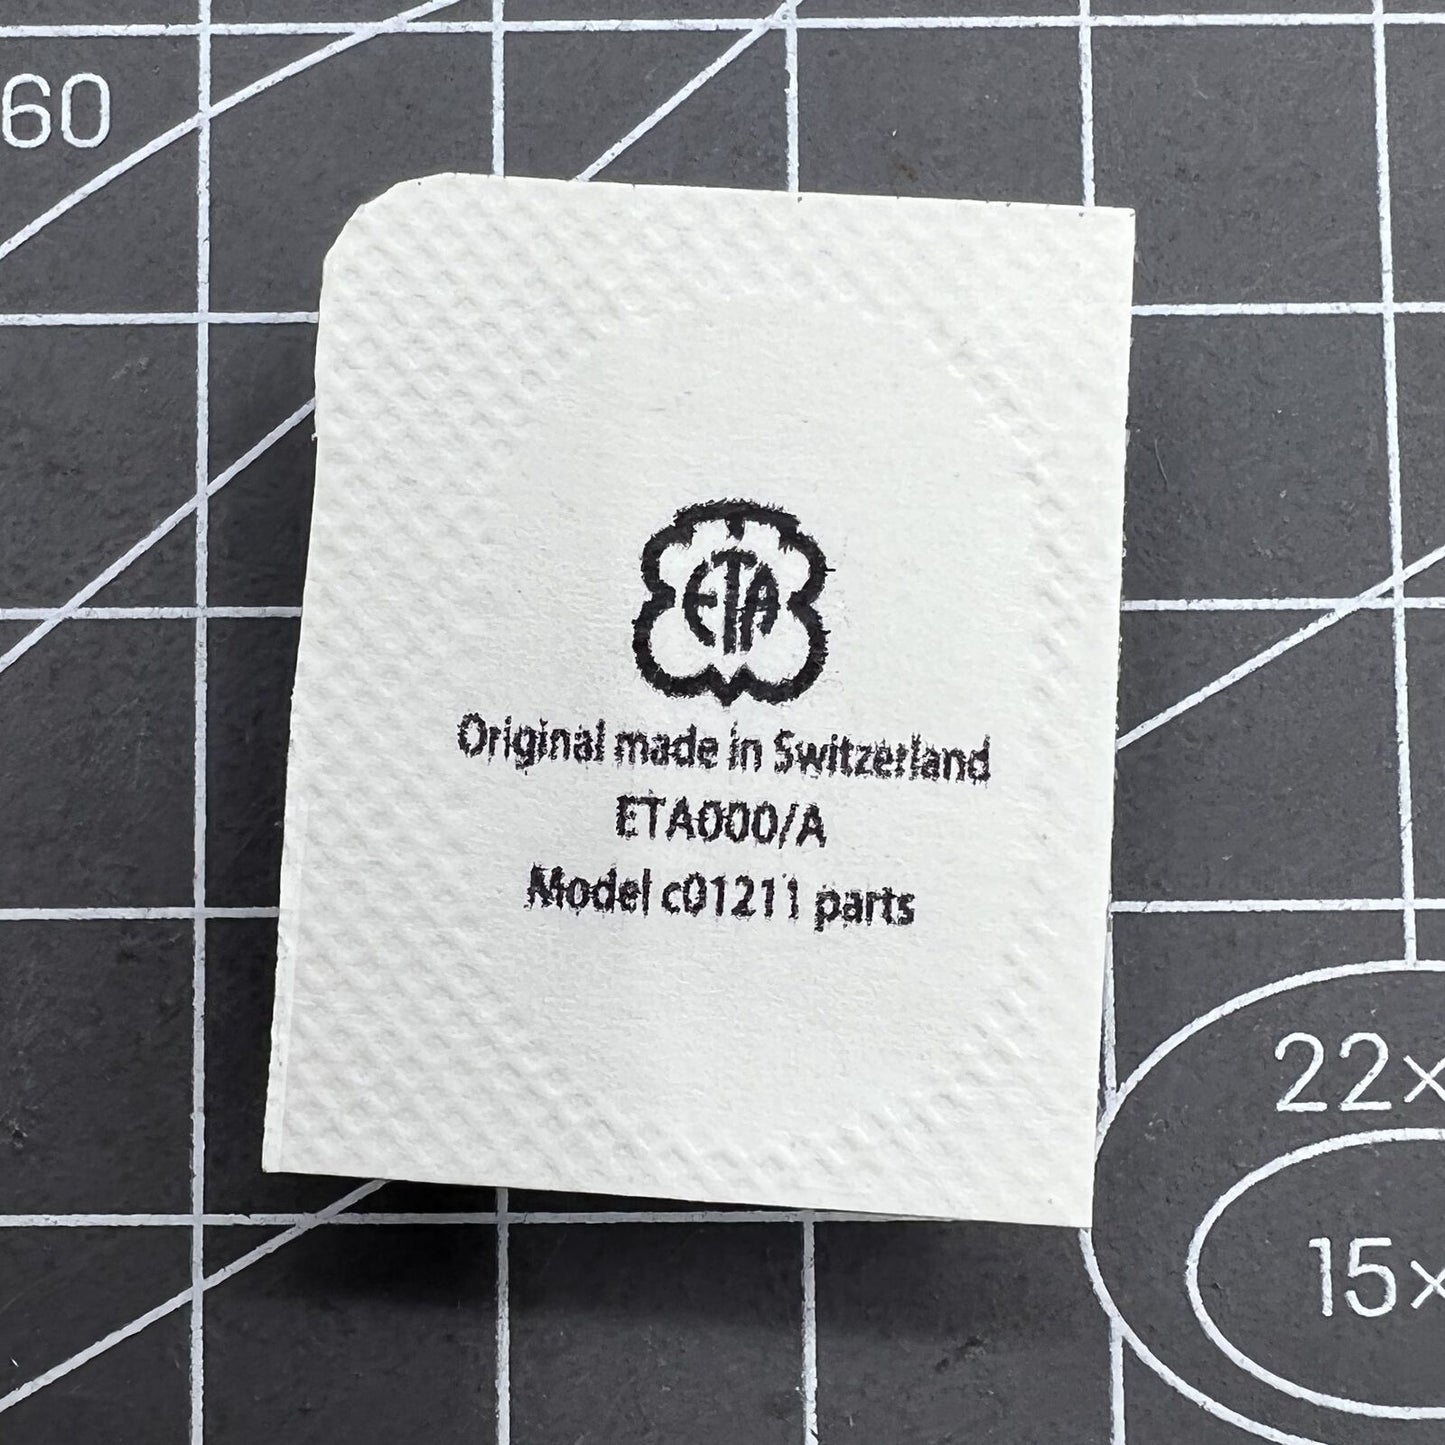 60
ETA
Original made in Switzerland
ETA000/A
Model c01211 parts
22×
15×